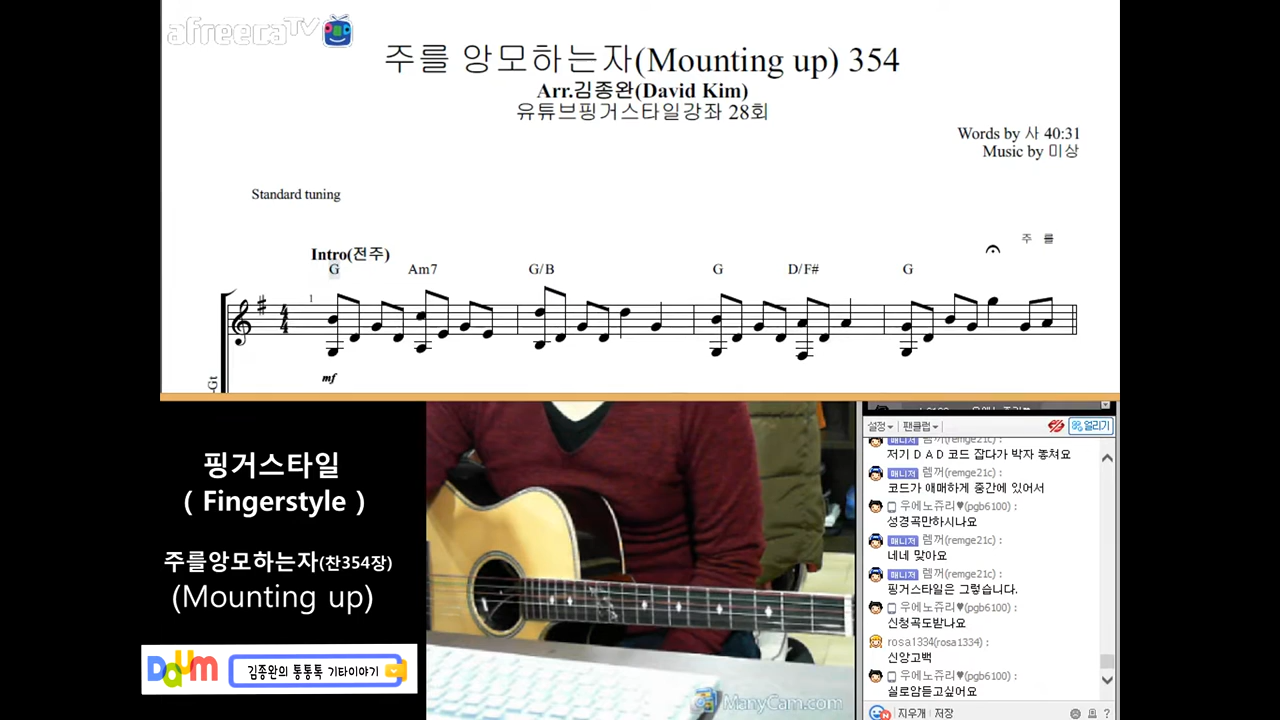 afreecaTV
주를 앙모하는자(Mounting up) 354
Arr.김종완(David Kim)
유튜브핑거스타일강좌 28회
Words by 사 40:31
Music by 미상
Standard tuning
주 를
Intro(전주)
G Am7 G/B G D/F# G
1
4
4
mf
-Gt
핑거스타일
( Fingerstyle )
주를앙모하는자(찬354장)
(Mounting up)
Daum
김종완의 통통톡 기타이야기
ManyCam.com
설정 팬클럽 얼리기
매니저 렘꺼(remge21c) :
저기 D A D 코드 잡다가 박자 놓쳐요
매니저 렘꺼(remge21c) :
코드가 애매하게 중간에 있어서
우에노쥬리♥(pgb6100) :
성경곡만하시나요
매니저 렘꺼(remge21c) :
네네 맞아요
매니저 렘꺼(remge21c) :
핑거스타일은 그렇습니다.
우에노쥬리♥(pgb6100) :
신청곡도받나요
rosa1334(rosa1334) :
신앙고백
우에노쥬리♥(pgb6100) :
실로암듣고싶어요
지우개 저장